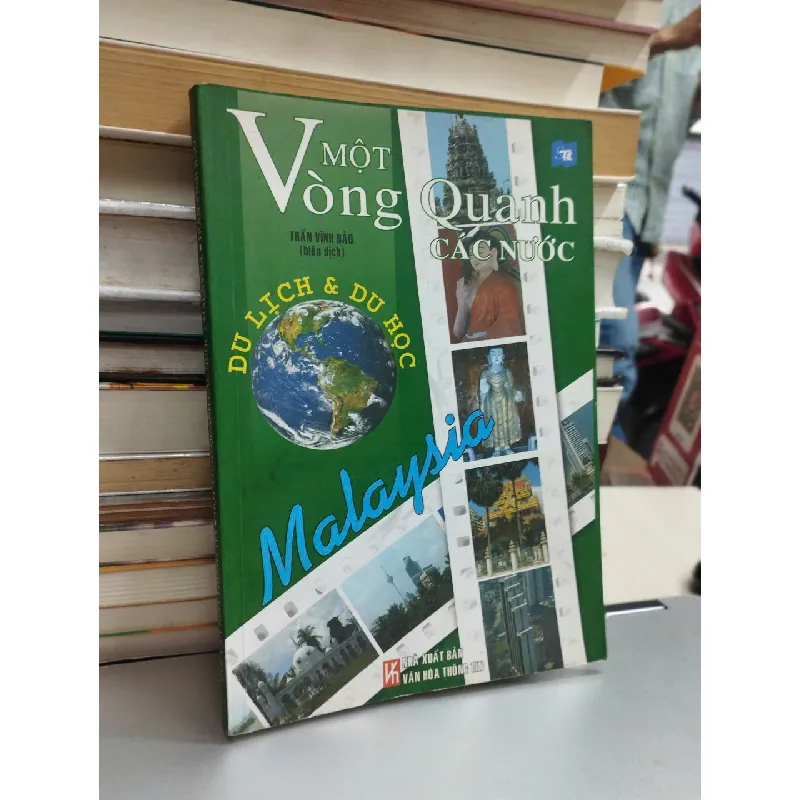 MỘT
Vòng Quanh
CÁC NƯỚC
TRẦN VĨNH BẢO
(biên dịch)
DU LỊCH & DU HỌC
Malaysia
NHÀ XUẤT BẢN
VĂN HÓA THÔNG TIN